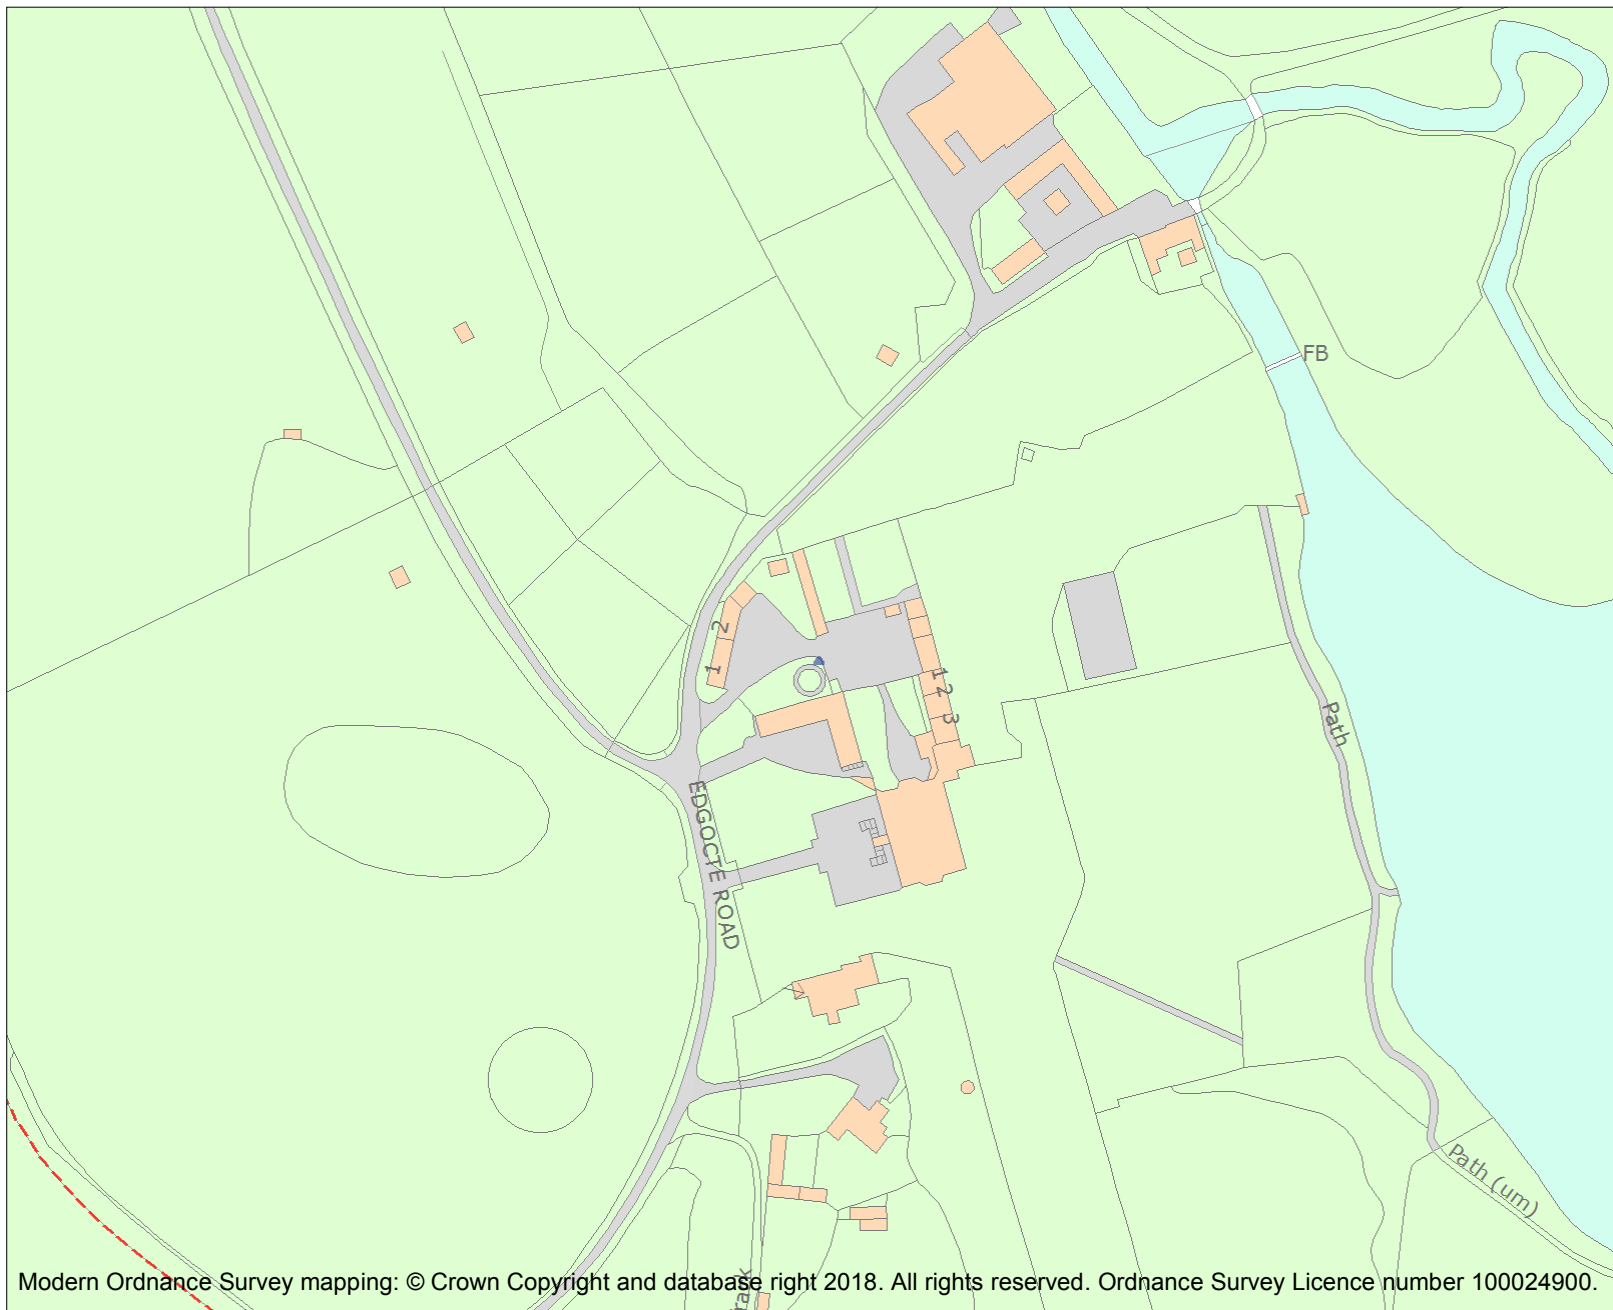 FB
2
1
1 2
3
Path
EDGOCTE ROAD
Path (um)
Modern Ordnance Survey mapping: © Crown Copyright and database right 2018. All rights reserved. Ordnance Survey Licence number 100024900.